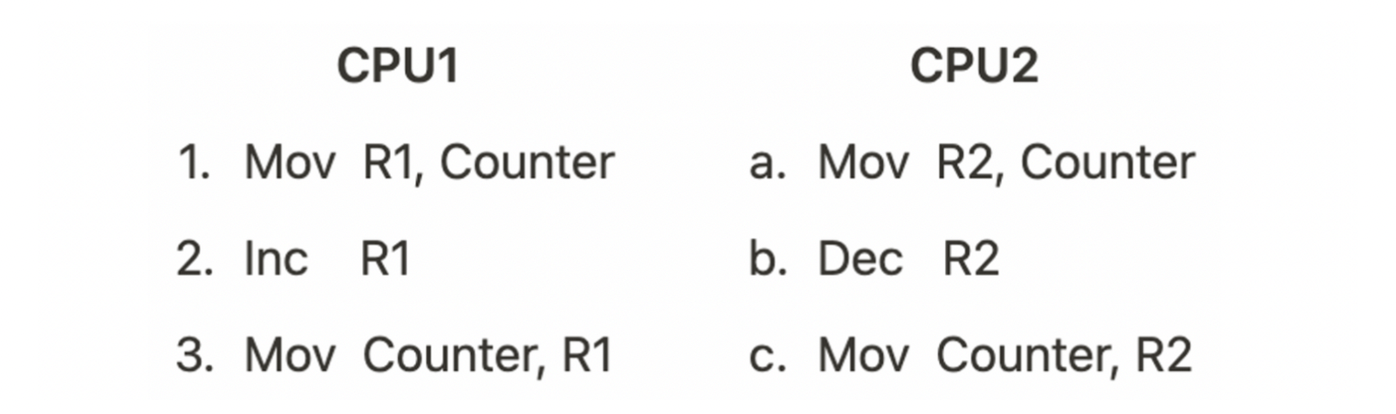 CPU1 CPU2
1. Mov R1, Counter a. Mov R2, Counter
2. Inc R1 b. Dec R2
3. Mov Counter, R1 c. Mov Counter, R2